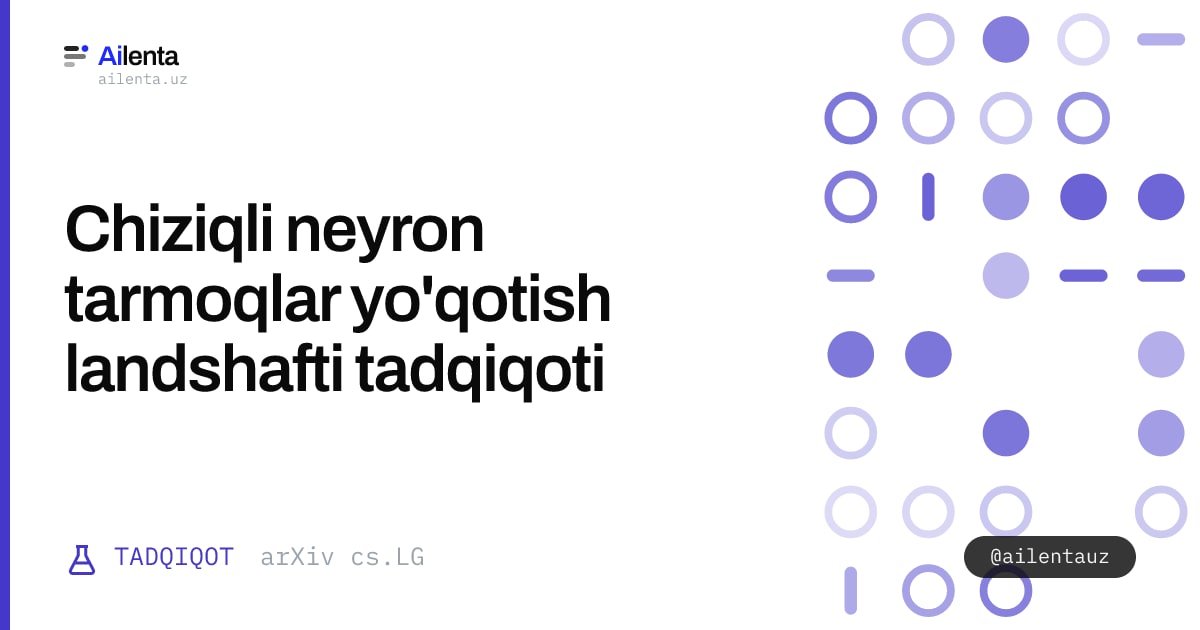 Ailenta
ailenta.uz
Chiziqli neyron
tarmoqlar yo'qotish
landshafti tadqiqoti
TADQIQOT arXiv cs.LG
@ailentauz